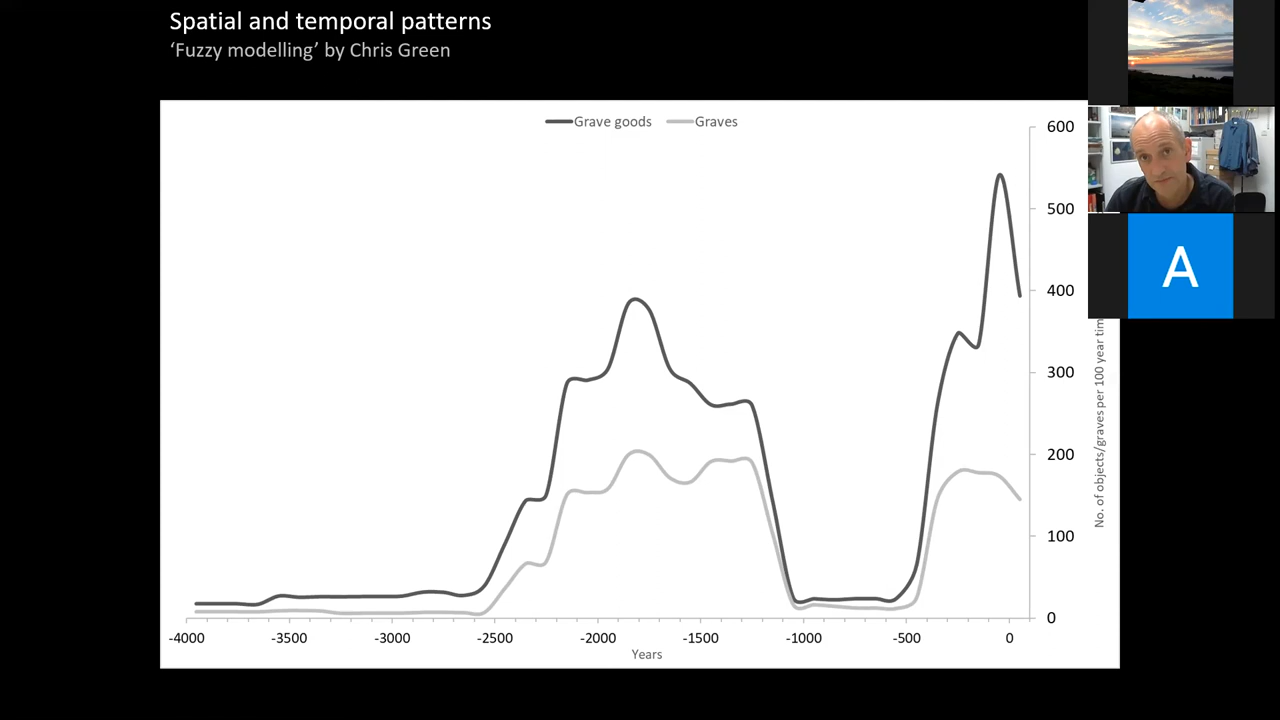 Spatial and temporal patterns
‘Fuzzy modelling’ by Chris Green
Grave goods Graves
600
500
400
300
200
100
0
No. of objects/graves per 100 year
-4000 -3500 -3000 -2500 -2000 -1500 -1000 -500 0
Years
A